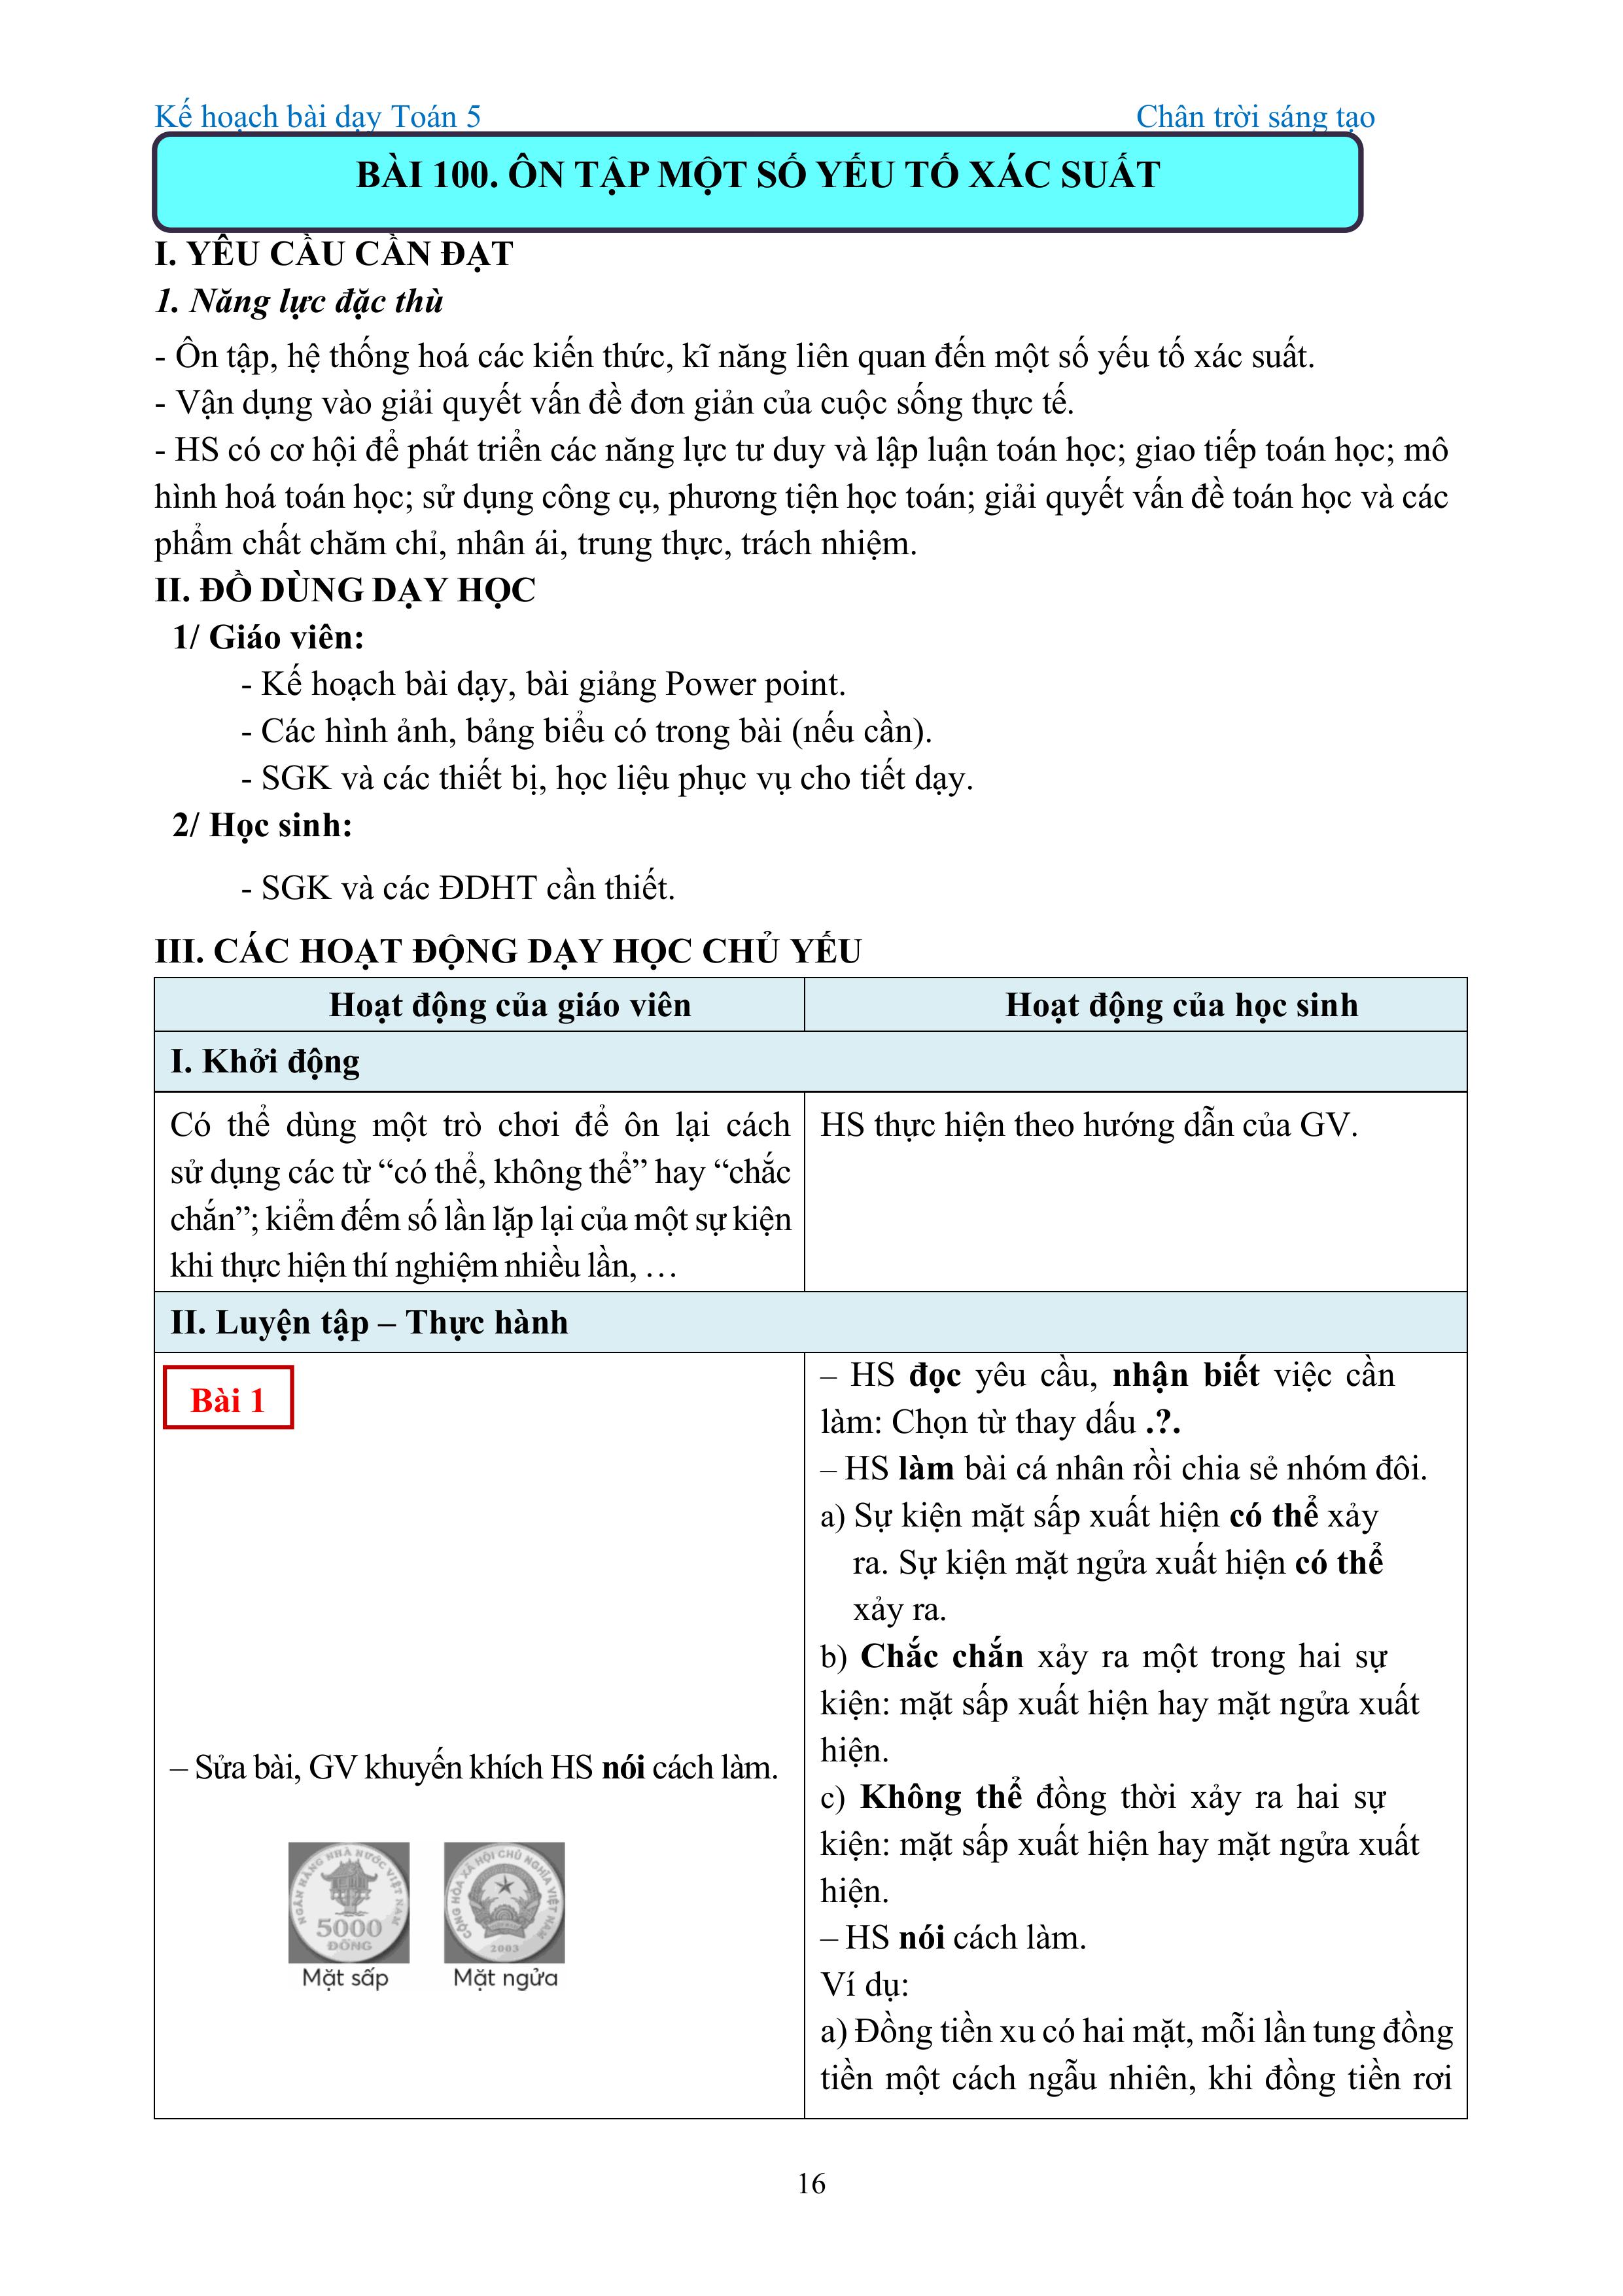 Kế hoạch bài dạy Toán 5 Chân trời sáng tạo
BÀI 100. ÔN TẬP MỘT SỐ YẾU TỐ XÁC SUẤT
I. YÊU CẦU CẦN ĐẠT
1. Năng lực đặc thù
- Ôn tập, hệ thống hoá các kiến thức, kĩ năng liên quan đến một số yếu tố xác suất.
- Vận dụng vào giải quyết vấn đề đơn giản của cuộc sống thực tế.
- HS có cơ hội để phát triển các năng lực tư duy và lập luận toán học; giao tiếp toán học; mô
hình hoá toán học; sử dụng công cụ, phương tiện học toán; giải quyết vấn đề toán học và các
phẩm chất chăm chỉ, nhân ái, trung thực, trách nhiệm.
II. ĐỒ DÙNG DẠY HỌC
1/ Giáo viên:
- Kế hoạch bài dạy, bài giảng Power point.
- Các hình ảnh, bảng biểu có trong bài (nếu cần).
- SGK và các thiết bị, học liệu phục vụ cho tiết dạy.
2/ Học sinh:
- SGK và các ĐDHT cần thiết.
III. CÁC HOẠT ĐỘNG DẠY HỌC CHỦ YẾU
Hoạt động của giáo viên
Hoạt động của học sinh
I. Khởi động
Có thể dùng một trò chơi để ôn lại cách
sử dụng các từ “có thể, không thể” hay “chắc
chắn”; kiểm đếm số lần lặp lại của một sự kiện
khi thực hiện thí nghiệm nhiều lần, …
HS thực hiện theo hướng dẫn của GV.
II. Luyện tập – Thực hành
Bài 1
– Sửa bài, GV khuyến khích HS nói cách làm.
NGÂN HÀNG NHÀ NƯỚC VIỆT NAM
5000
ĐỒNG
Mặt sấp
CỘNG HÒA XÃ HỘI CHỦ NGHĨA VIỆT NAM
2003
Mặt ngửa
– HS đọc yêu cầu, nhận biết việc cần
làm: Chọn từ thay dấu .?.
– HS làm bài cá nhân rồi chia sẻ nhóm đôi.
a) Sự kiện mặt sấp xuất hiện có thể xảy
ra. Sự kiện mặt ngửa xuất hiện có thể
xảy ra.
b) Chắc chắn xảy ra một trong hai sự
kiện: mặt sấp xuất hiện hay mặt ngửa xuất
hiện.
c) Không thể đồng thời xảy ra hai sự
kiện: mặt sấp xuất hiện hay mặt ngửa xuất
hiện.
– HS nói cách làm.
Ví dụ:
a) Đồng tiền xu có hai mặt, mỗi lần tung đồng
tiền một cách ngẫu nhiên, khi đồng tiền rơi
16